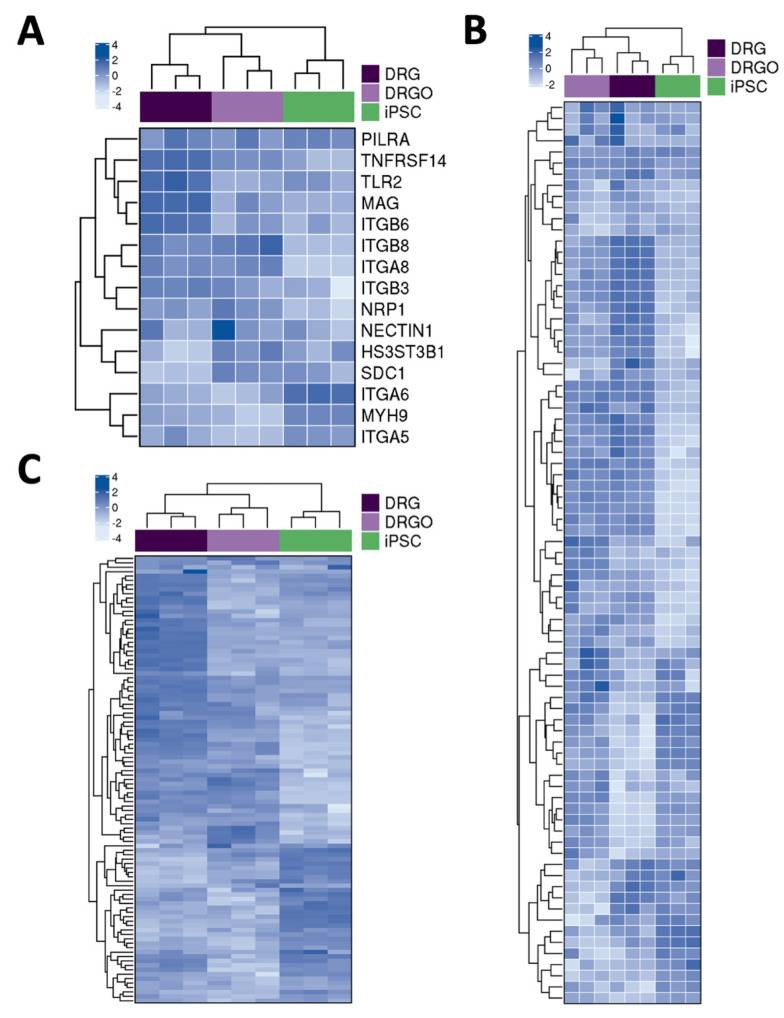 A
4
2
0
-2
-4
DRG
DRGO
iPSC
PILRA
TNFRSF14
TLR2
MAG
ITGB6
ITGB8
ITGA8
ITGB3
NRP1
NECTIN1
HS3ST3B1
SDC1
ITGA6
MYH9
ITGA5
B
4
2
0
-2
DRG
DRGO
iPSC
C
4
2
0
-2
-4
DRG
DRGO
iPSC